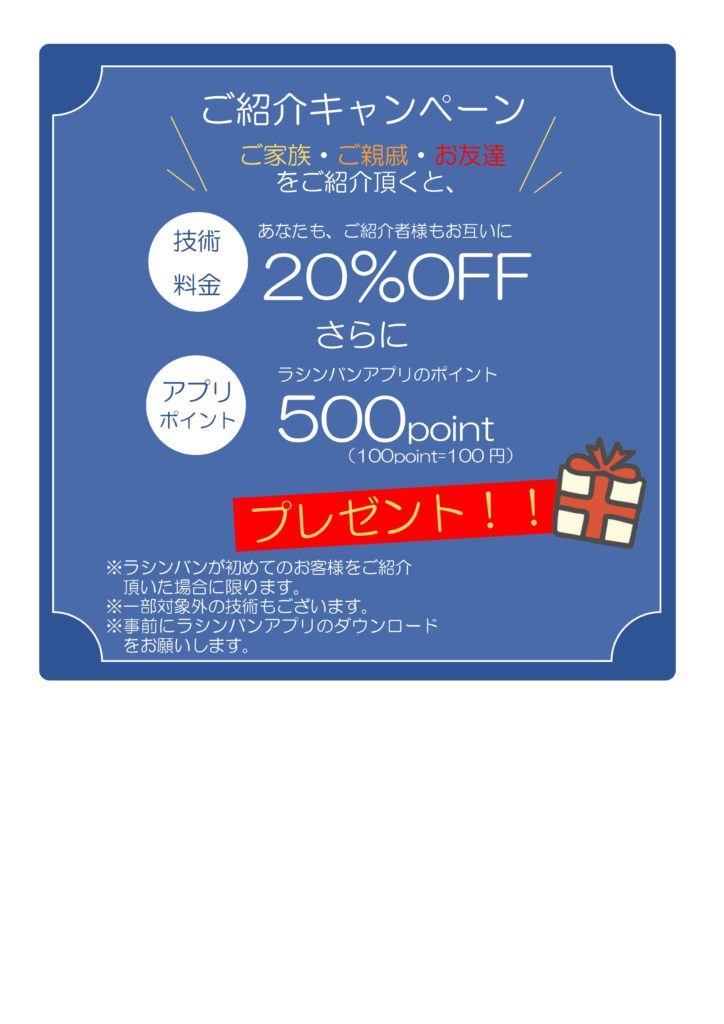 ご紹介キャンペーン
ご家族・ご親戚・お友達
をご紹介頂くと、
技術
料金
あなたも、ご紹介者様もお互いに
20%OFF
さらに
アプリ
ポイント
ラシンバンアプリのポイント
500point
（100point=100円）
プレゼント！！
※ラシンバンが初めてのお客様をご紹介
頂いた場合に限ります。
※一部対象外の技術もございます。
※事前にラシンバンアプリのダウンロード
をお願いします。